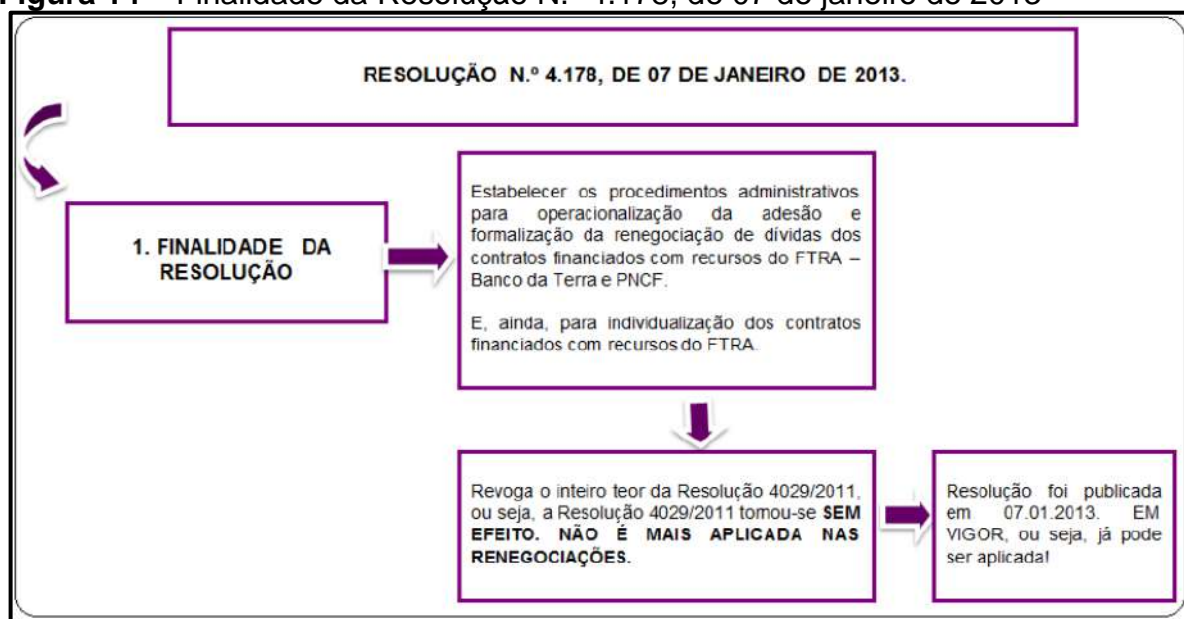 Finalidade da Resolução N.º 4.178, de 07 de janeiro de 2013
RESOLUÇÃO N.º 4.178, DE 07 DE JANEIRO DE 2013.
1. FINALIDADE DA
RESOLUÇÃO
Estabelecer os procedimentos administrativos
para operacionalização da adesão e
formalização da renegociação de dívidas dos
contratos financiados com recursos do FTRA –
Banco da Terra e PNCF.
E, ainda, para individualização dos contratos
financiados com recursos do FTRA.
Revoga o inteiro teor da Resolução 4029/2011,
ou seja, a Resolução 4029/2011 tornou-se SEM
EFEITO. NÃO É MAIS APLICADA NAS
RENEGOCIAÇÕES.
Resolução foi publicada
em 07.01.2013. EM
VIGOR, ou seja, já pode
ser aplicada!